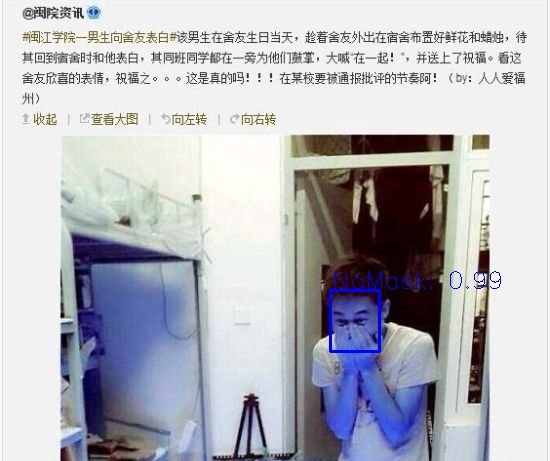 @闽院资讯
#闽江学院一男生向舍友表白#该男生在舍友生日当天，趁着舍友外出在宿舍布置好鲜花和蜡烛，待
其回到宿舍时和他表白，其同班同学都在一旁为他们鼓掌，大喊"在一起！"，并送上了祝福。看这
舍友欣喜的表情，祝福之。。。这是真的吗！！！在某校要被通报批评的节奏阿！（by：人人爱福
州）
收起 | 查看大图 | 向左转 | 向右转
NoMask: 0.99